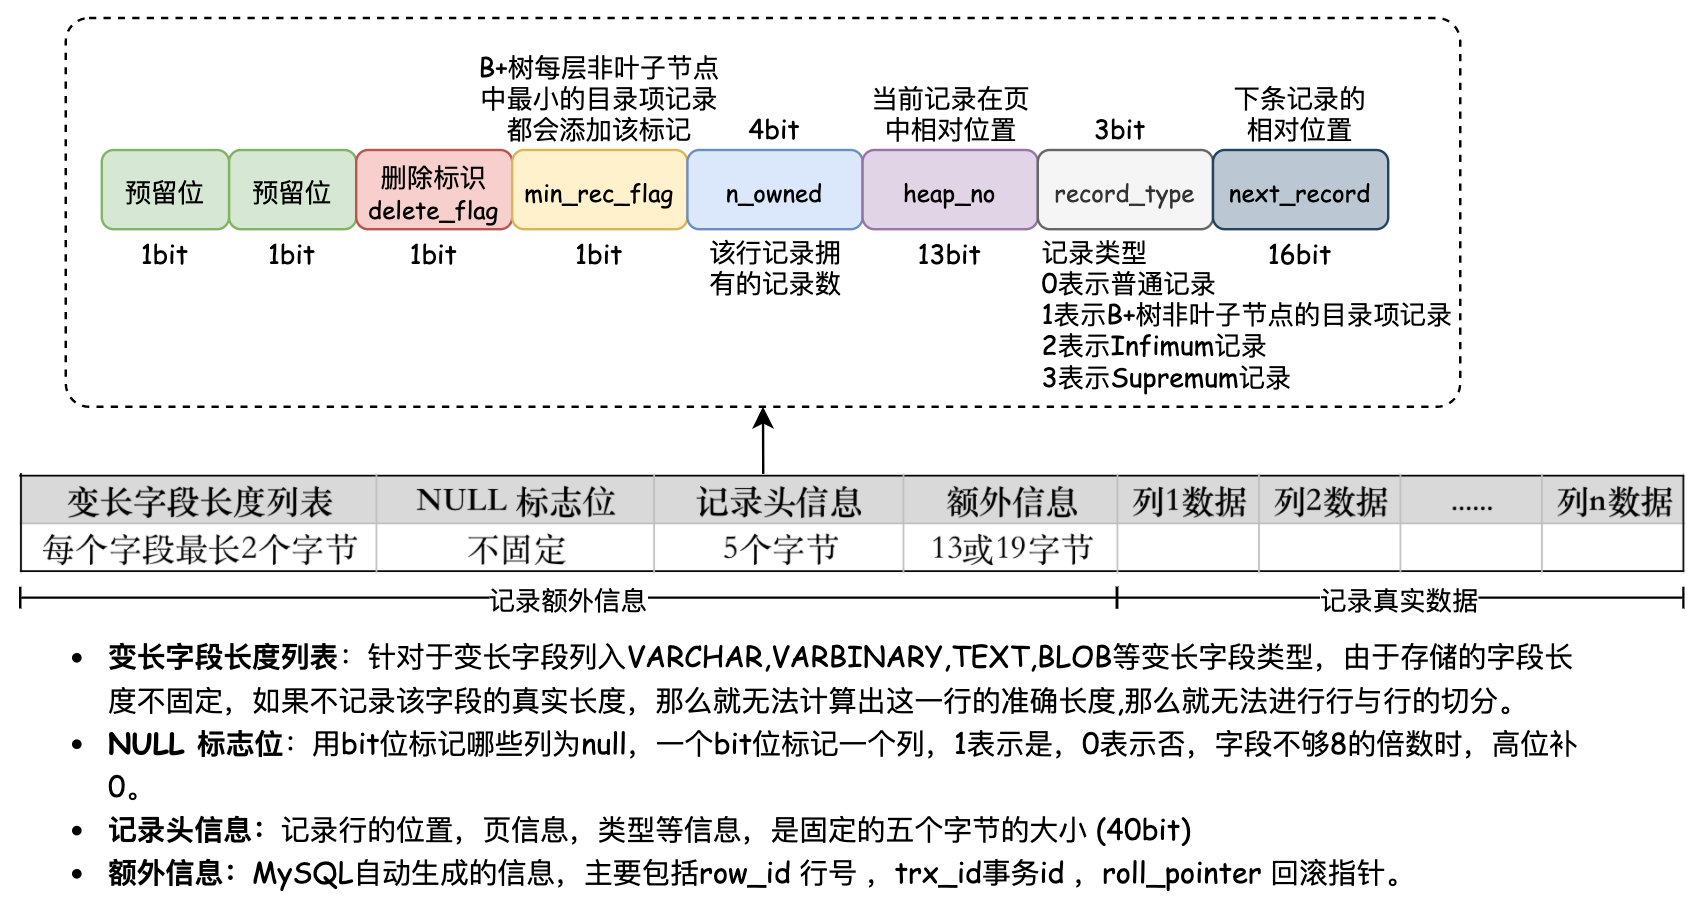 B+树每层非叶子节点
中最小的目录项记录
都会添加该标记
4bit
当前记录在页
中相对位置
3bit
下条记录的
相对位置
预留位
预留位
删除标识
delete_flag
min_rec_flag
n_owned
heap_no
record_type
next_record
1bit
1bit
1bit
1bit
该行记录拥
有的记录数
13bit
记录类型
0表示普通记录
1表示B+树非叶子节点的目录项记录
2表示Infimum记录
3表示Supremum记录
16bit
变长字段长度列表 NULL 标志位 记录头信息 额外信息 列1数据 列2数据 ...... 列n数据
每个字段最长2个字节 不固定 5个字节 13或19字节
记录额外信息 记录真实数据
• 变长字段长度列表：针对于变长字段列入VARCHAR,VARBINARY,TEXT,BLOB等变长字段类型，由于存储的字段长
度不固定，如果不记录该字段的真实长度，那么就无法计算出这一行的准确长度,那么就无法进行行与行的切分。
• NULL 标志位：用bit位标记哪些列为null，一个bit位标记一个列，1表示是，0表示否，字段不够8的倍数时，高位补
0。
• 记录头信息：记录行的位置，页信息，类型等信息，是固定的五个字节的大小 (40bit)
• 额外信息：MySQL自动生成的信息，主要包括row_id 行号 ，trx_id事务id ，roll_pointer 回滚指针。